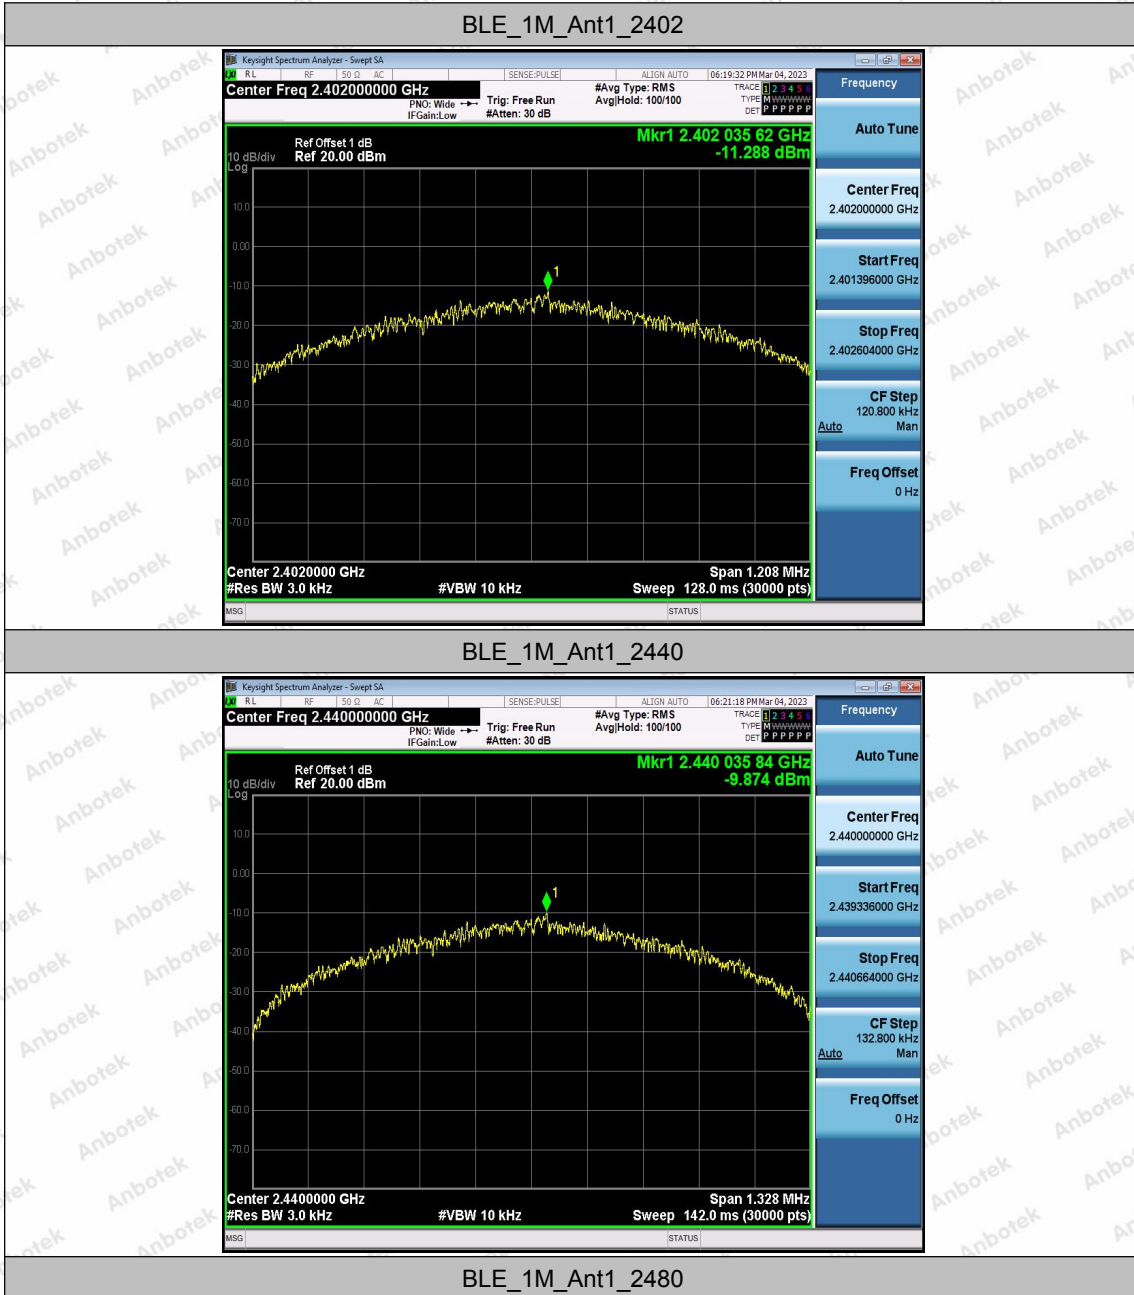 BLE_1M_Ant1_2402
Keysight Spectrum Analyzer - Swept SA
RL RF 50 Ω AC SENSE:PULSE ALIGN AUTO 06:19:32 PM Mar 04, 2023
Center Freq 2.402000000 GHz
PNO: Wide
IFGain:Low
Trig: Free Run
#Atten: 30 dB
#Avg Type: RMS
Avg|Hold: 100/100
TRACE 1 2 3 4 5 6
TYPE M W W W W W
DET P P P P P P
Ref Offset 1 dB
10 dB/div Ref 20.00 dBm
Log
Mkr1 2.402 035 62 GHz
-11.288 dBm
10.0
0.00
-10.0
-20.0
-30.0
-40.0
-50.0
-60.0
-70.0
1
Center 2.4020000 GHz Span 1.208 MHz
#Res BW 3.0 kHz #VBW 10 kHz Sweep 128.0 ms (30000 pts)
MSG STATUS
Frequency
Auto Tune
Center Freq
2.402000000 GHz
Start Freq
2.401396000 GHz
Stop Freq
2.402604000 GHz
CF Step
120.800 kHz
Auto Man
Freq Offset
0 Hz
BLE_1M_Ant1_2440
Keysight Spectrum Analyzer - Swept SA
RL RF 50 Ω AC SENSE:PULSE ALIGN AUTO 06:21:18 PM Mar 04, 2023
Center Freq 2.440000000 GHz
PNO: Wide
IFGain:Low
Trig: Free Run
#Atten: 30 dB
#Avg Type: RMS
Avg|Hold: 100/100
TRACE 1 2 3 4 5 6
TYPE M W W W W W
DET P P P P P P
Ref Offset 1 dB
10 dB/div Ref 20.00 dBm
Log
Mkr1 2.440 035 84 GHz
-9.874 dBm
10.0
0.00
-10.0
-20.0
-30.0
-40.0
-50.0
-60.0
-70.0
1
Center 2.4400000 GHz Span 1.328 MHz
#Res BW 3.0 kHz #VBW 10 kHz Sweep 142.0 ms (30000 pts)
MSG STATUS
Frequency
Auto Tune
Center Freq
2.440000000 GHz
Start Freq
2.439336000 GHz
Stop Freq
2.440664000 GHz
CF Step
132.800 kHz
Auto Man
Freq Offset
0 Hz
BLE_1M_Ant1_2480
Anbotek